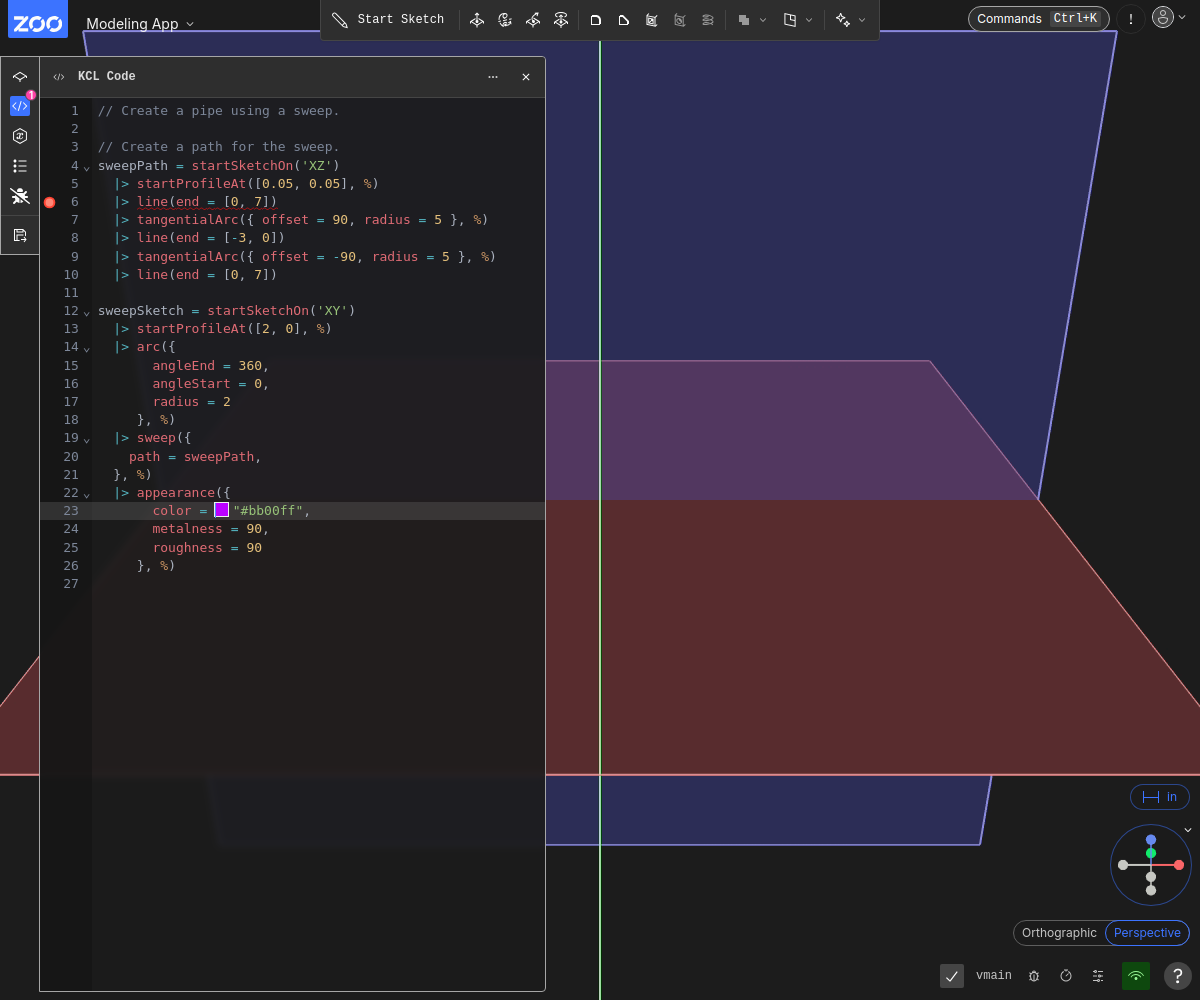 ZOO Modeling App
Start Sketch
Commands Ctrl+K !
</> KCL Code ...
1
1 // Create a pipe using a sweep.
2
3 // Create a path for the sweep.
4 sweepPath = startSketchOn('XZ')
5   |> startProfileAt([0.05, 0.05], %)
6   |> line(end = [0, 7])
7   |> tangentialArc({ offset = 90, radius = 5 }, %)
8   |> line(end = [-3, 0])
9   |> tangentialArc({ offset = -90, radius = 5 }, %)
10   |> line(end = [0, 7])
11
12 sweepSketch = startSketchOn('XY')
13   |> startProfileAt([2, 0], %)
14   |> arc({
15        angleEnd = 360,
16        angleStart = 0,
17        radius = 2
18      }, %)
19   |> sweep({
20     path = sweepPath,
21   }, %)
22   |> appearance({
23        color = "#bb00ff",
24        metalness = 90,
25        roughness = 90
26      }, %)
27
in
Orthographic Perspective
vmain ?